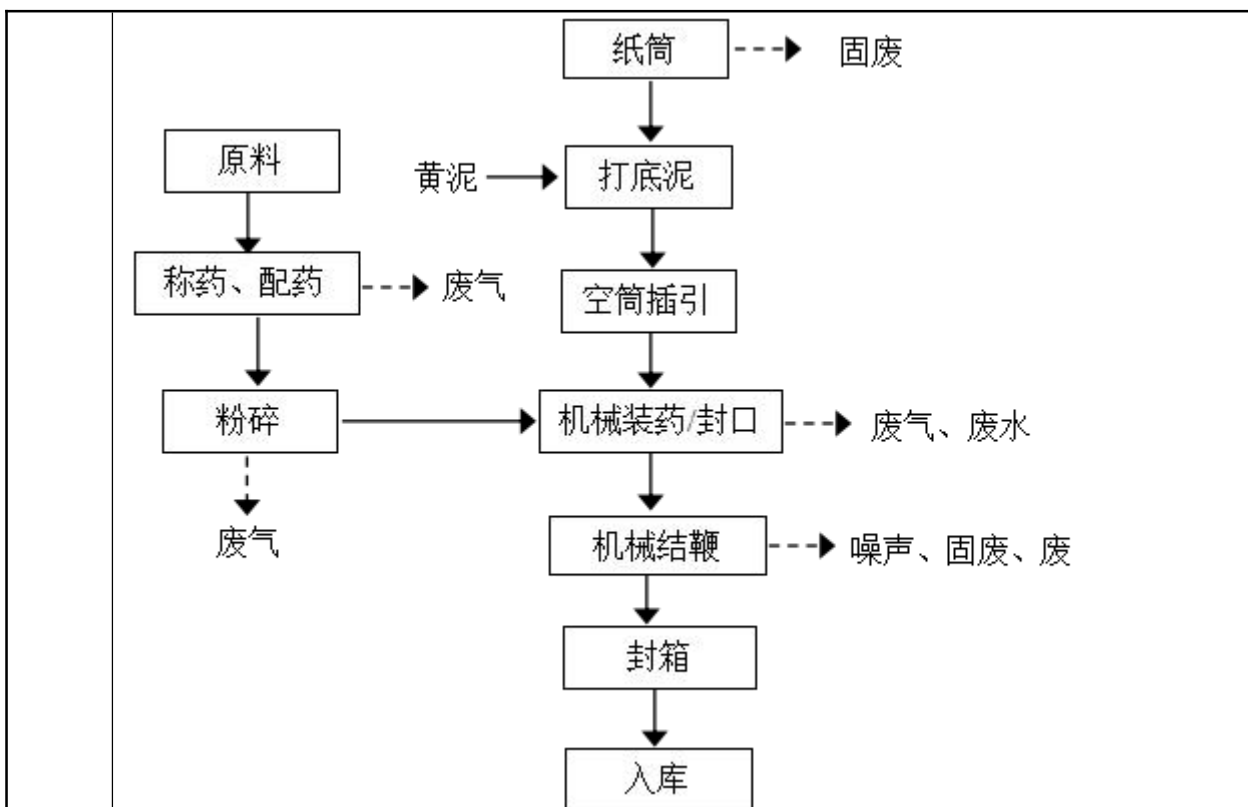 纸筒
固废
原料
黄泥
打底泥
称药、配药
废气
空筒插引
粉碎
机械装药/封口
废气、废水
废气
机械结鞭
噪声、固废、废
封箱
入库